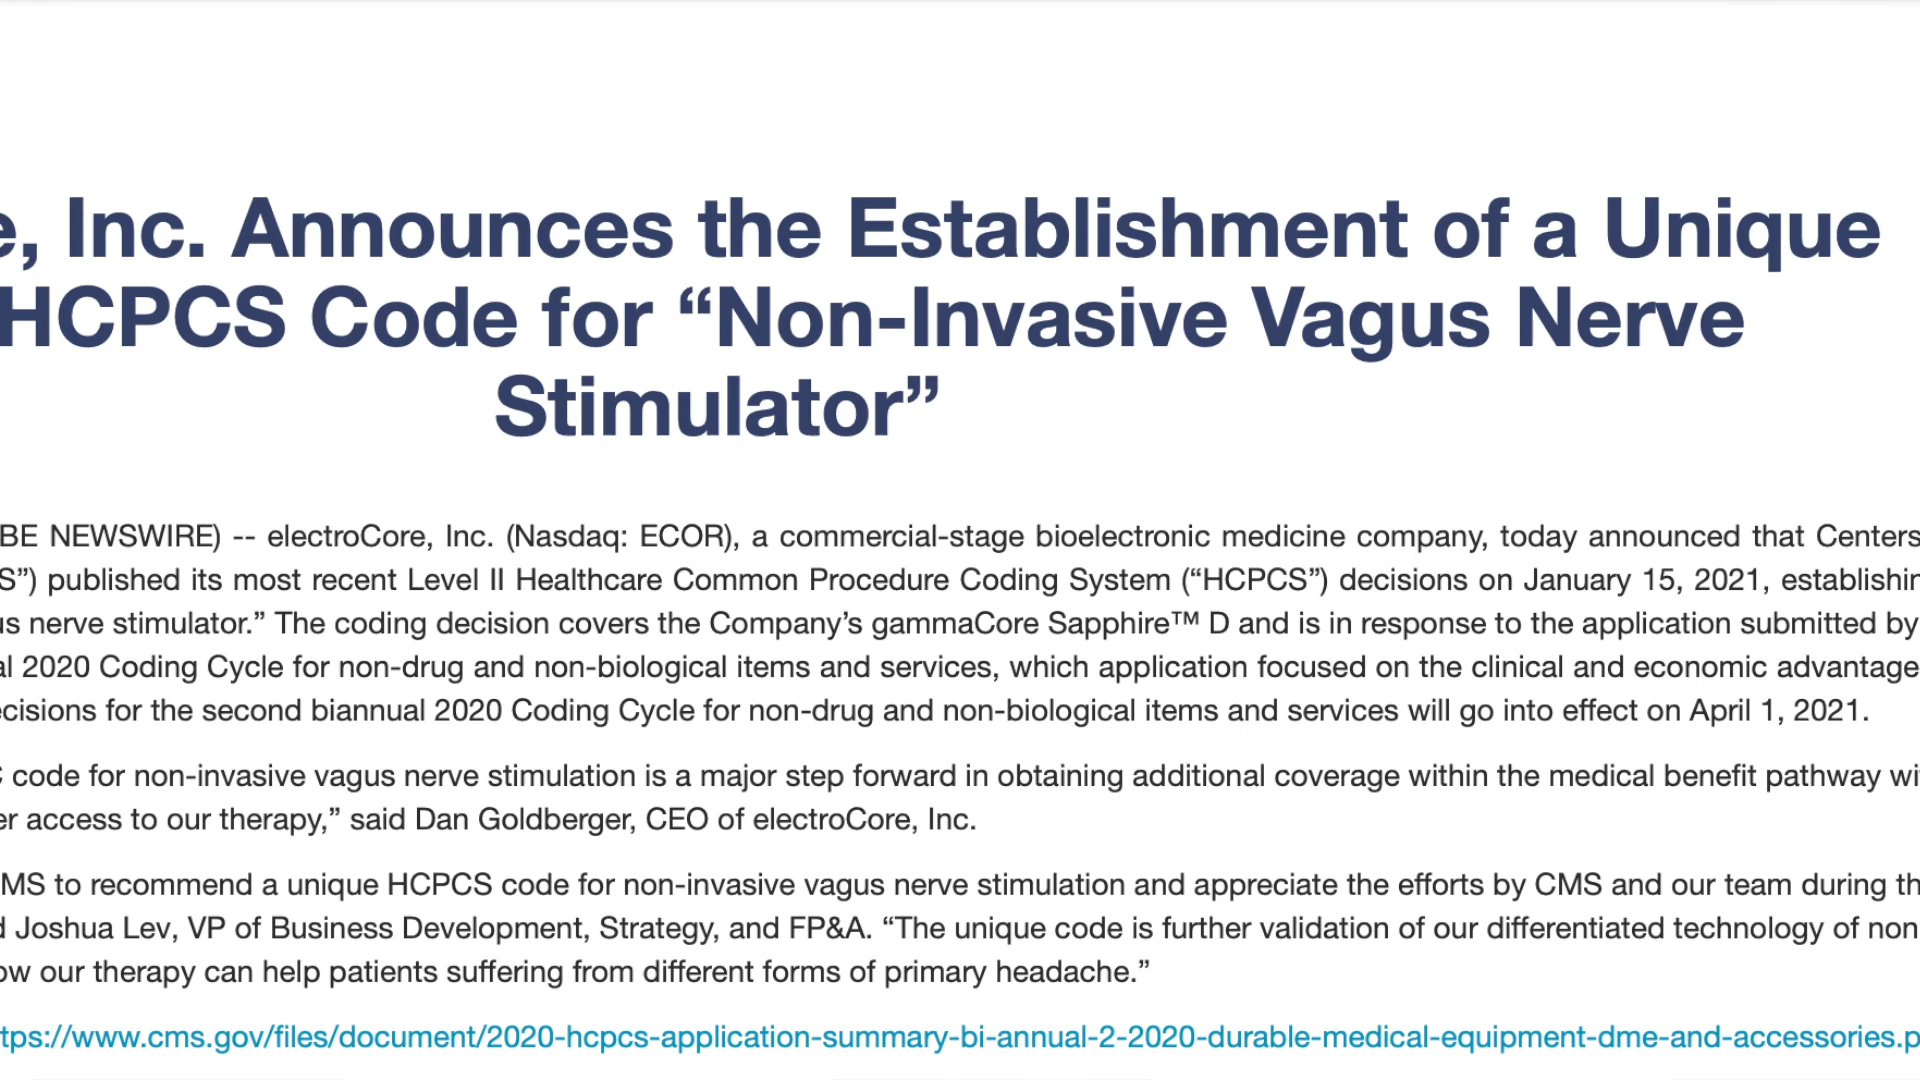 e, Inc. Announces the Establishment of a Unique
HCPCS Code for “Non-Invasive Vagus Nerve
Stimulator”
BE NEWSWIRE) -- electroCore, Inc. (Nasdaq: ECOR), a commercial-stage bioelectronic medicine company, today announced that Centers
S”) published its most recent Level II Healthcare Common Procedure Coding System (“HCPCS”) decisions on January 15, 2021, establishin
us nerve stimulator.” The coding decision covers the Company’s gammaCore Sapphire™ D and is in response to the application submitted by
al 2020 Coding Cycle for non-drug and non-biological items and services, which application focused on the clinical and economic advantage
ecisions for the second biannual 2020 Coding Cycle for non-drug and non-biological items and services will go into effect on April 1, 2021.
code for non-invasive vagus nerve stimulation is a major step forward in obtaining additional coverage within the medical benefit pathway wi
er access to our therapy,” said Dan Goldberger, CEO of electroCore, Inc.
MS to recommend a unique HCPCS code for non-invasive vagus nerve stimulation and appreciate the efforts by CMS and our team during th
d Joshua Lev, VP of Business Development, Strategy, and FP&A. “The unique code is further validation of our differentiated technology of non
ow our therapy can help patients suffering from different forms of primary headache.”
tps://www.cms.gov/files/document/2020-hcpcs-application-summary-bi-annual-2-2020-durable-medical-equipment-dme-and-accessories.p